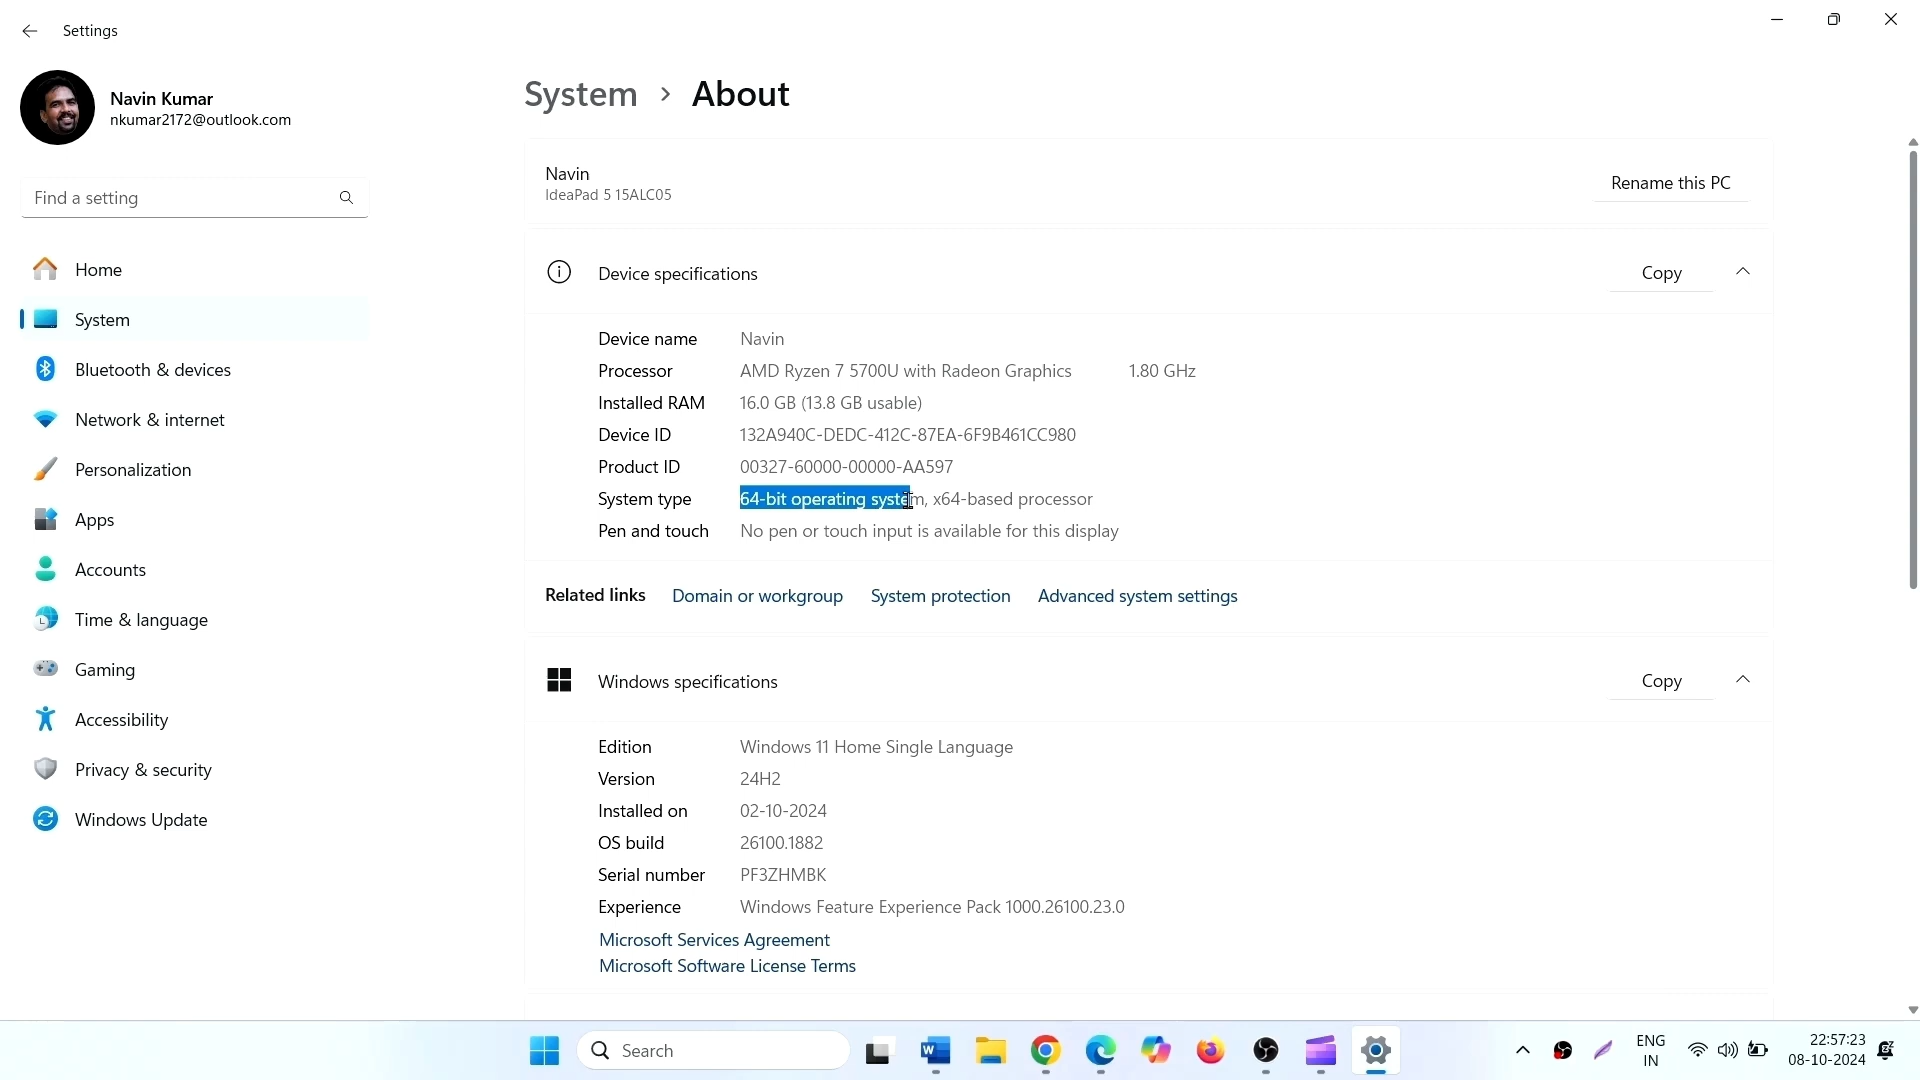 Settings
Navin Kumar
nkumar2172@outlook.com
Find a setting
Home
System
Bluetooth & devices
Network & internet
Personalization
Apps
Accounts
Time & language
Gaming
Accessibility
Privacy & security
Windows Update
System > About
Navin
IdeaPad 5 15ALC05
Rename this PC
Device specifications
Copy
Device name Navin
Processor AMD Ryzen 7 5700U with Radeon Graphics 1.80 GHz
Installed RAM 16.0 GB (13.8 GB usable)
Device ID 132A940C-DEDC-412C-87EA-6F9B461CC980
Product ID 00327-60000-00000-AA597
System type 64-bit operating system, x64-based processor
Pen and touch No pen or touch input is available for this display
Related links Domain or workgroup System protection Advanced system settings
Windows specifications
Copy
Edition Windows 11 Home Single Language
Version 24H2
Installed on 02-10-2024
OS build 26100.1882
Serial number PF3ZHMBK
Experience Windows Feature Experience Pack 1000.26100.23.0
Microsoft Services Agreement
Microsoft Software License Terms
Search
ENG
IN
22:57:23
08-10-2024